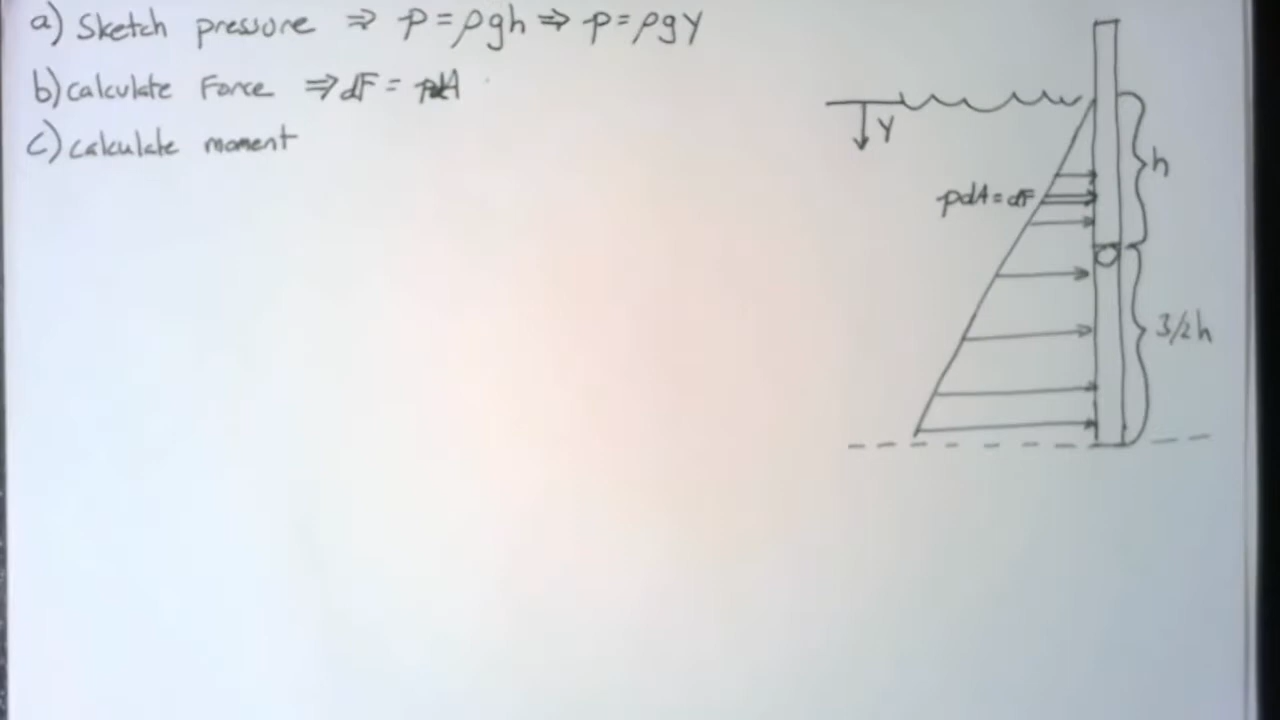 a) Sketch pressure ⇒ p = ρgh ⇒ p = ρgy
b) calculate Force ⇒ dF = pdA
c) calculate moment
y
h
pdA = dF
3/2 h